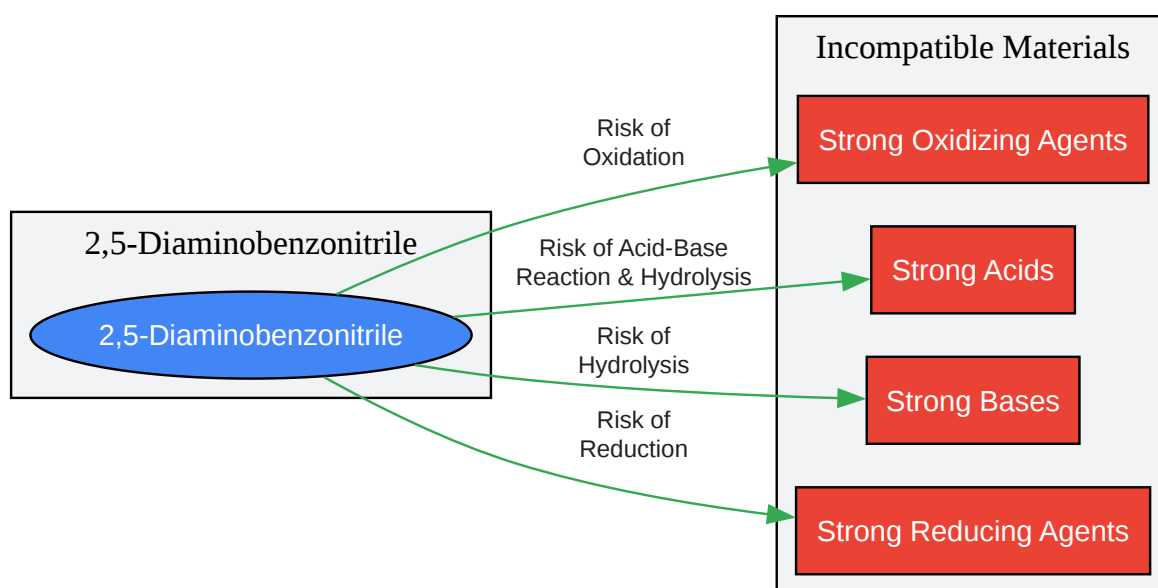 Incompatible Materials
Risk of
Oxidation
Strong Oxidizing Agents
2,5-Diaminobenzonitrile
Risk of Acid-Base
Reaction & Hydrolysis
Strong Acids
2,5-Diaminobenzonitrile
Risk of
Hydrolysis
Strong Bases
Risk of
Reduction
Strong Reducing Agents